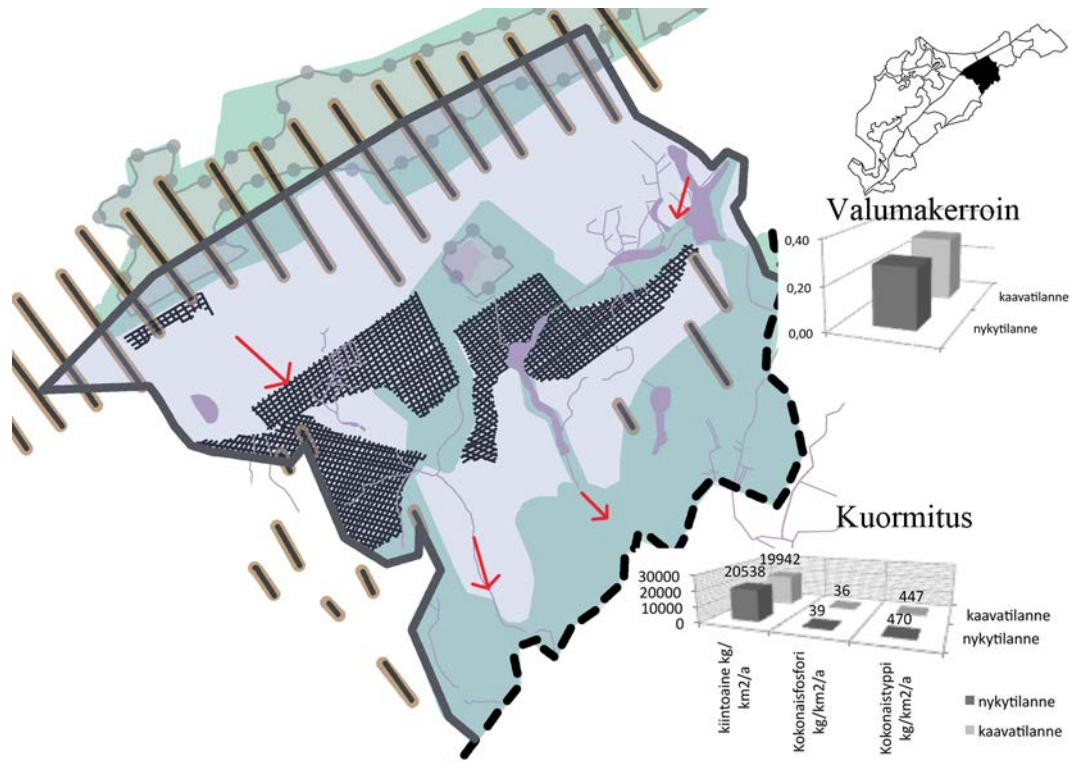 Valumakerroin
0,40
0,20
0,00
kaavatilanne
nykytilanne
Kuormitus
30000
20000
10000
0
20538
19942
39
36
470
447
kaavatilanne
nykytilanne
kiintoaine kg/
km2/a
Kokonaisfosfori
kg/km2/a
Kokonaistyppi
kg/km2/a
nykytilanne
kaavatilanne